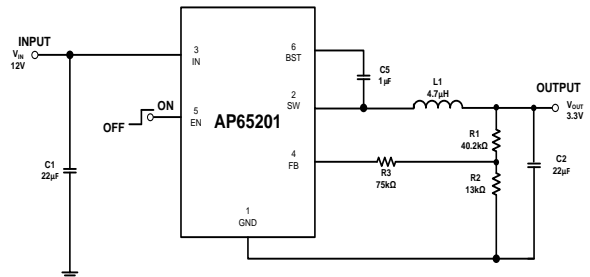 INPUT
VIN
12V
C1
22µF
OFF
ON
3
IN
5
EN
AP65201
6
BST
2
SW
4
FB
1
GND
C5
1µF
L1
4.7µH
R3
75kΩ
R1
40.2kΩ
R2
13kΩ
C2
22µF
OUTPUT
VOUT
3.3V